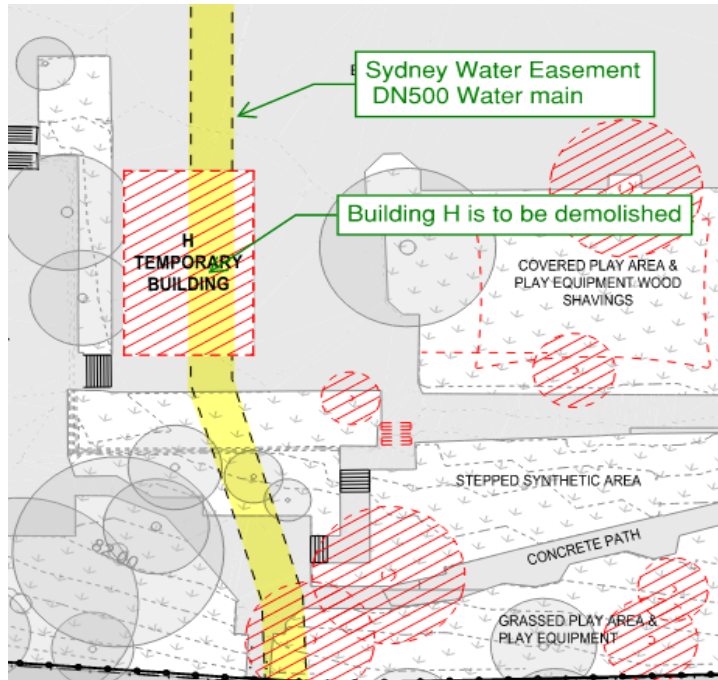 Sydney Water Easement
DN500 Water main
Building H is to be demolished
H
TEMPORARY
BUILDING
COVERED PLAY AREA &
PLAY EQUIPMENT WOOD
SHAVINGS
STEPPED SYNTHETIC AREA
CONCRETE PATH
8200
GRASSED PLAY AREA &
PLAY EQUIPMENT